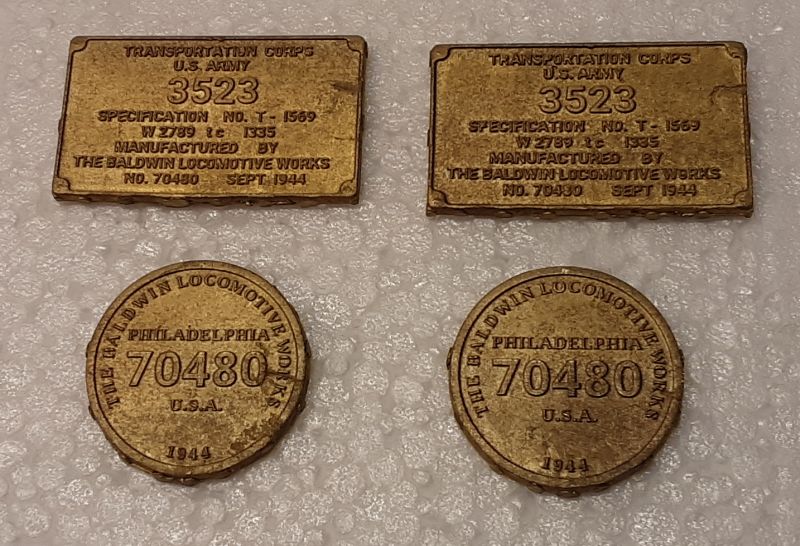 TRANSPORTATION CORPS
U.S. ARMY
3523
SPECIFICATION NO. T - 1569
W 2789 tc 1335
MANUFACTURED BY
THE BALDWIN LOCOMOTIVE WORKS
NO. 70480 SEPT 1944
TRANSPORTATION CORPS
U.S. ARMY
3523
SPECIFICATION NO. T - 1569
W 2789 tc 1335
MANUFACTURED BY
THE BALDWIN LOCOMOTIVE WORKS
NO. 70480 SEPT 1944
THE BALDWIN LOCOMOTIVE WORKS
PHILADELPHIA
70480
U.S.A.
1944
THE BALDWIN LOCOMOTIVE WORKS
PHILADELPHIA
70480
U.S.A.
1944